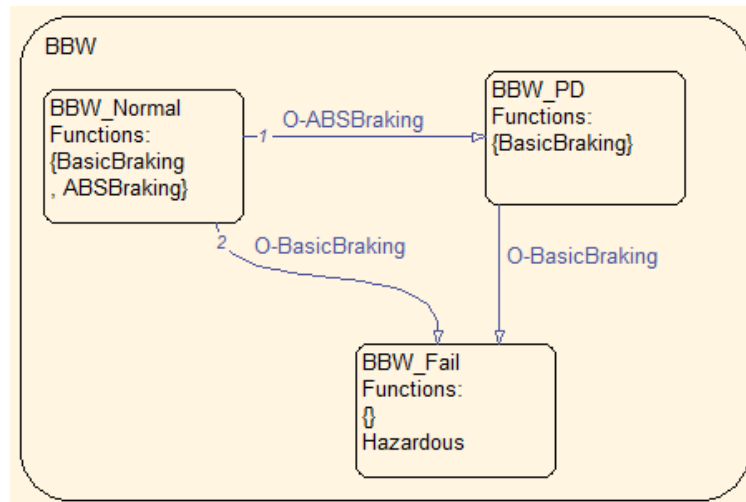 BBW
BBW_Normal
Functions:
{BasicBraking
, ABSBraking}
1
O-ABSBraking
BBW_PD
Functions:
{BasicBraking}
2
O-BasicBraking
O-BasicBraking
BBW_Fail
Functions:
{}
Hazardous